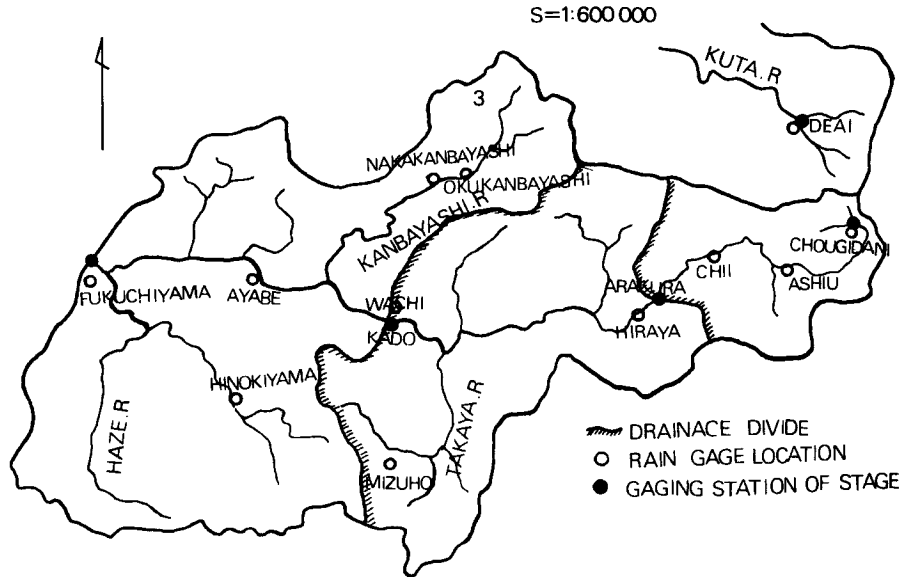 S=1:600 000
KUTA.R
DEAI
3
NAKAKANBAYASHI
OKUKANBAYASHI
KANBAYASHI.R
CHOUGIDANI
CHII
ASHIU
ARAKURA
HIRAYA
FUKUCHIYAMA
AYABE
WACHI
KADO
HINOKIYAMA
HAZE.R
TAKAYA.R
MIZUHO
DRAINACE DIVIDE
RAIN GAGE LOCATION
GAGING STATION OF STAGE